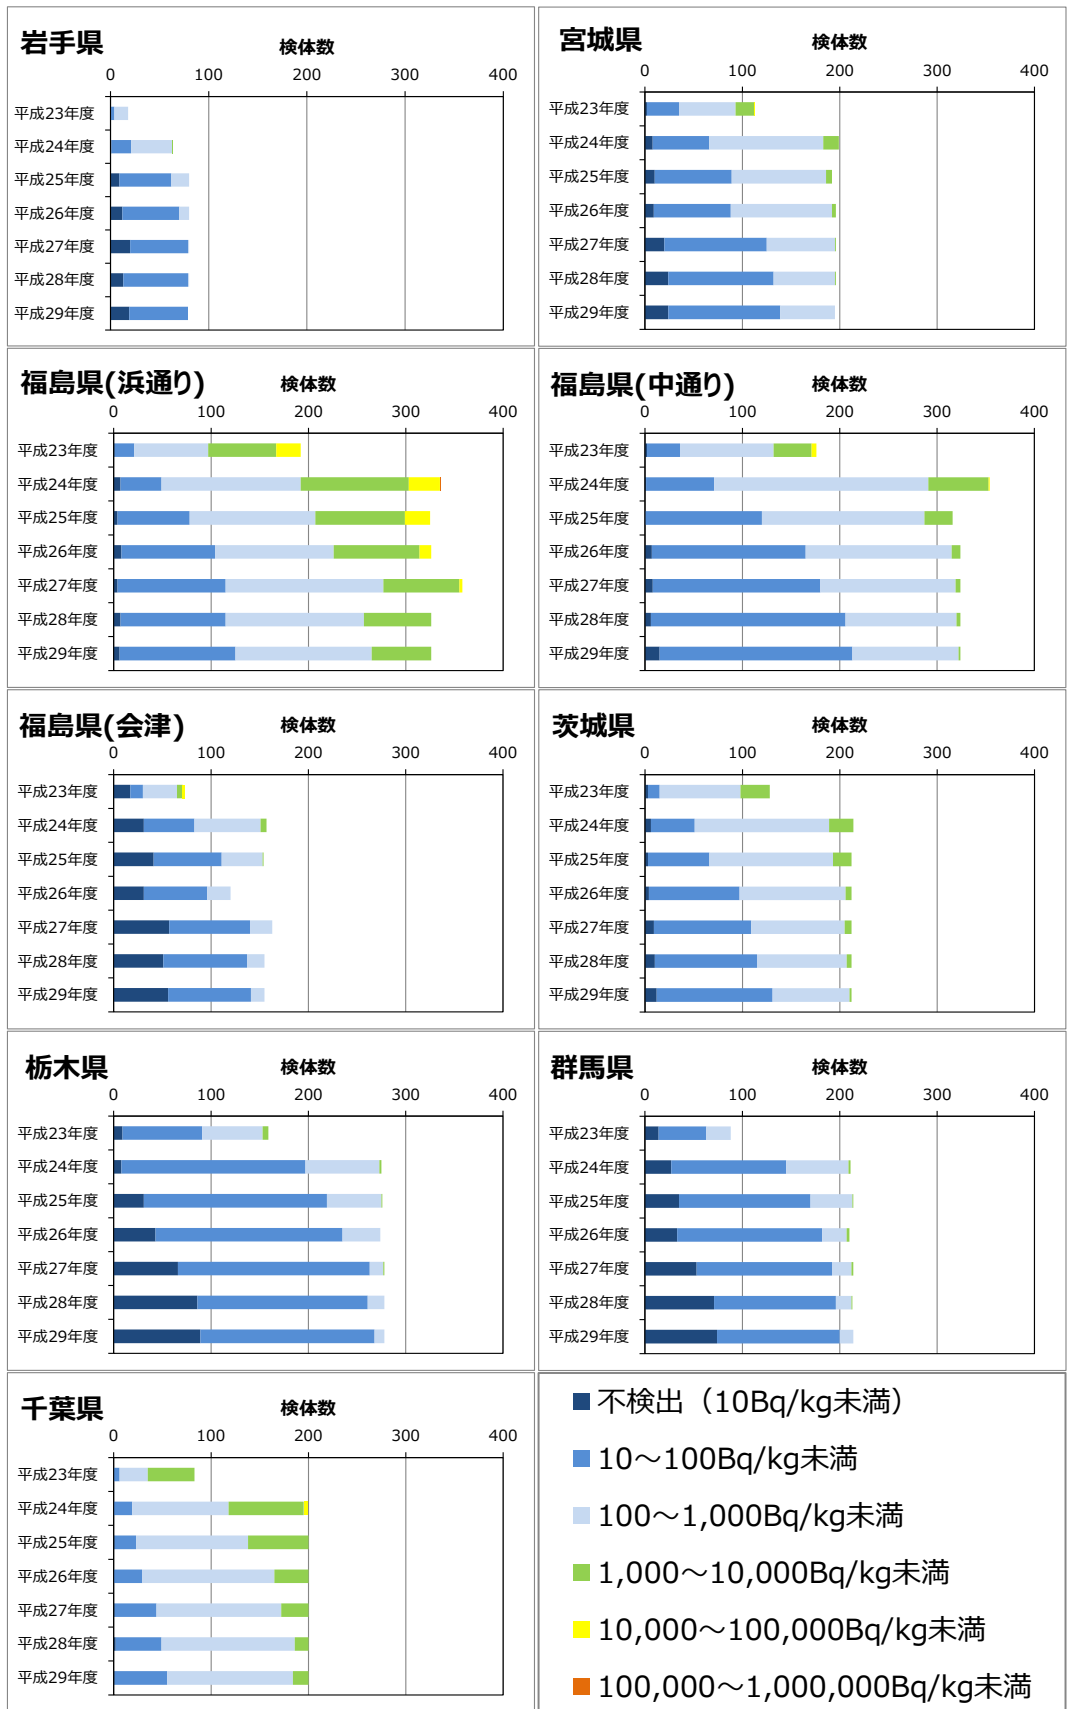 岩手県
検体数
0 100 200 300 400
平成23年度
平成24年度
平成25年度
平成26年度
平成27年度
平成28年度
平成29年度
宮城県
検体数
0 100 200 300 400
平成23年度
平成24年度
平成25年度
平成26年度
平成27年度
平成28年度
平成29年度
福島県(浜通り)
検体数
0 100 200 300 400
平成23年度
平成24年度
平成25年度
平成26年度
平成27年度
平成28年度
平成29年度
福島県(中通り)
検体数
0 100 200 300 400
平成23年度
平成24年度
平成25年度
平成26年度
平成27年度
平成28年度
平成29年度
福島県(会津)
検体数
0 100 200 300 400
平成23年度
平成24年度
平成25年度
平成26年度
平成27年度
平成28年度
平成29年度
茨城県
検体数
0 100 200 300 400
平成23年度
平成24年度
平成25年度
平成26年度
平成27年度
平成28年度
平成29年度
栃木県
検体数
0 100 200 300 400
平成23年度
平成24年度
平成25年度
平成26年度
平成27年度
平成28年度
平成29年度
群馬県
検体数
0 100 200 300 400
平成23年度
平成24年度
平成25年度
平成26年度
平成27年度
平成28年度
平成29年度
千葉県
検体数
0 100 200 300 400
平成23年度
平成24年度
平成25年度
平成26年度
平成27年度
平成28年度
平成29年度
不検出（10Bq/kg未満）
10～100Bq/kg未満
100～1,000Bq/kg未満
1,000～10,000Bq/kg未満
10,000～100,000Bq/kg未満
100,000～1,000,000Bq/kg未満